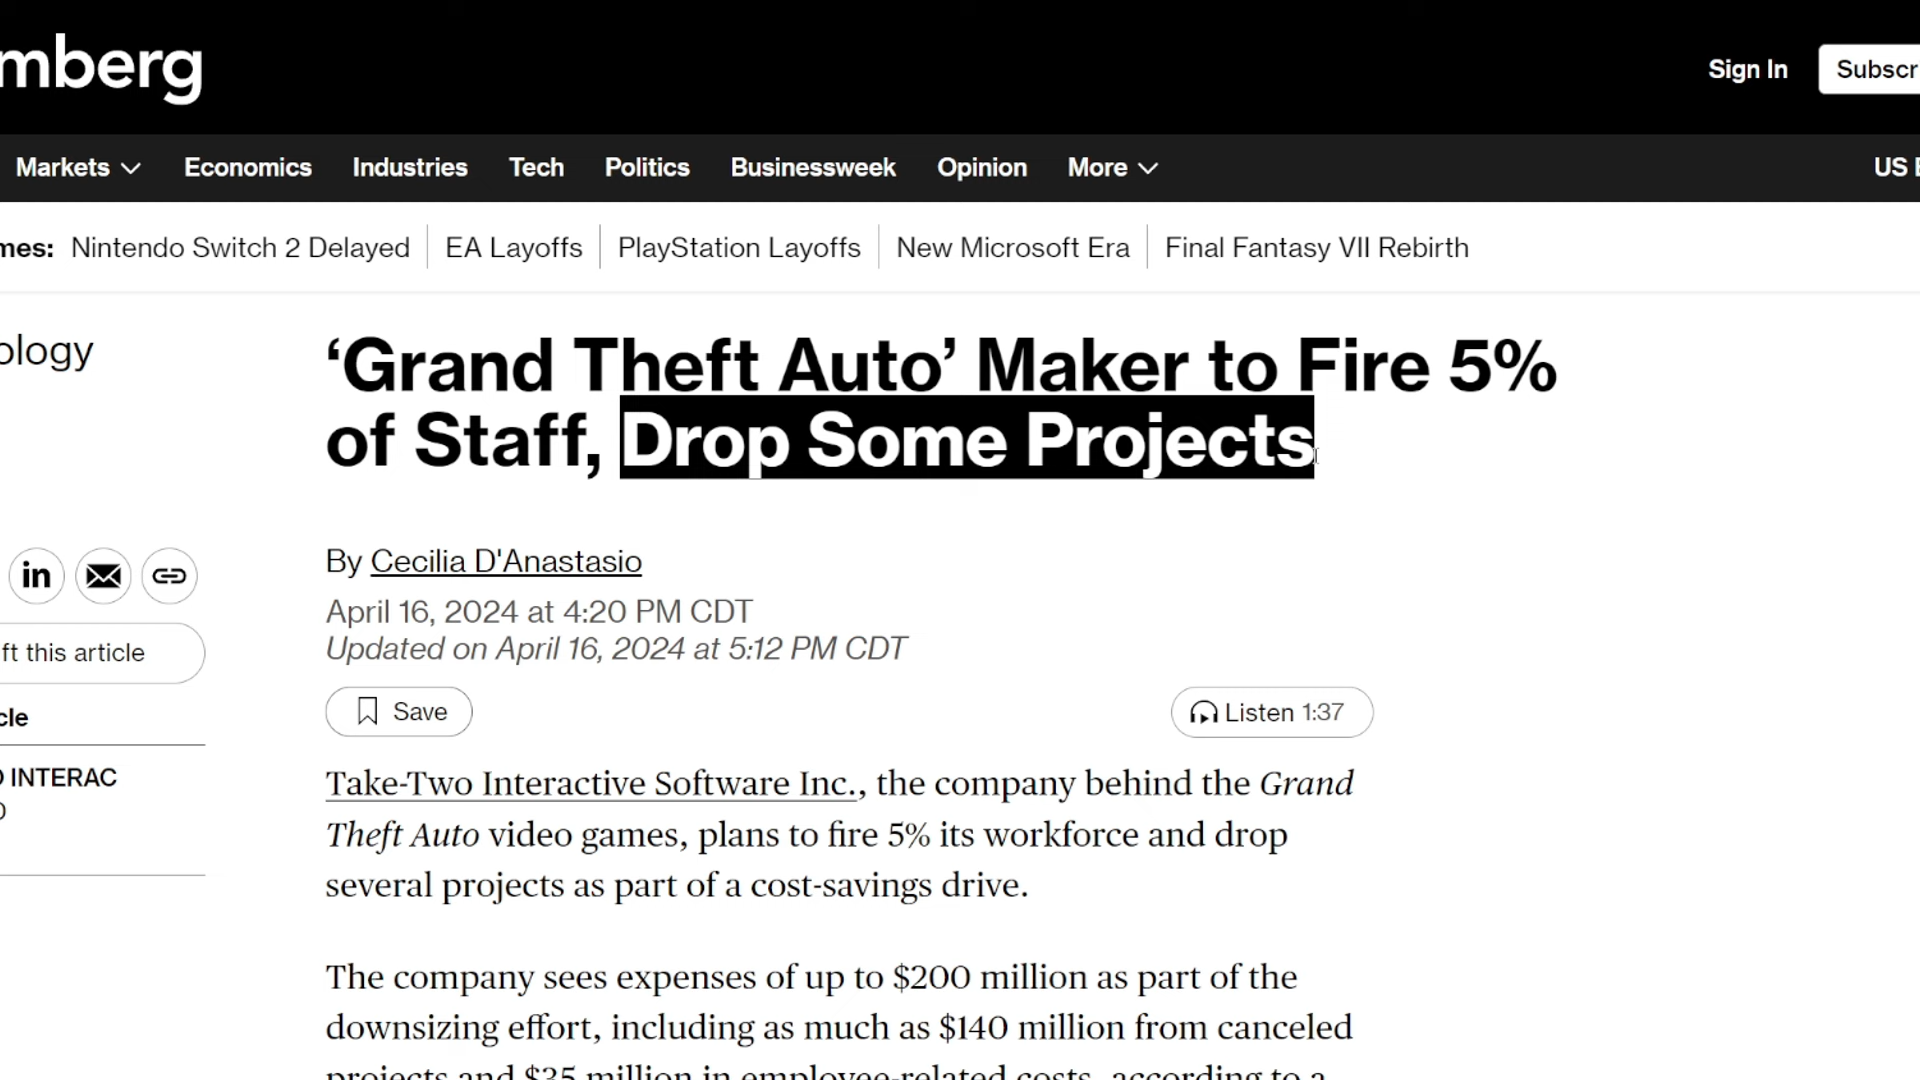 mberg
Sign In
Subscr
Markets
Economics
Industries
Tech
Politics
Businessweek
Opinion
More
US E
mes: Nintendo Switch 2 Delayed
EA Layoffs
PlayStation Layoffs
New Microsoft Era
Final Fantasy VII Rebirth
ology
‘Grand Theft Auto’ Maker to Fire 5%
of Staff, Drop Some Projects
By Cecilia D'Anastasio
April 16, 2024 at 4:20 PM CDT
Updated on April 16, 2024 at 5:12 PM CDT
in
ft this article
cle
O INTERAC
D
Save
Listen 1:37
Take-Two Interactive Software Inc., the company behind the Grand
Theft Auto video games, plans to fire 5% its workforce and drop
several projects as part of a cost-savings drive.
The company sees expenses of up to $200 million as part of the
downsizing effort, including as much as $140 million from canceled
projects and $35 million in employee-related costs, according to a